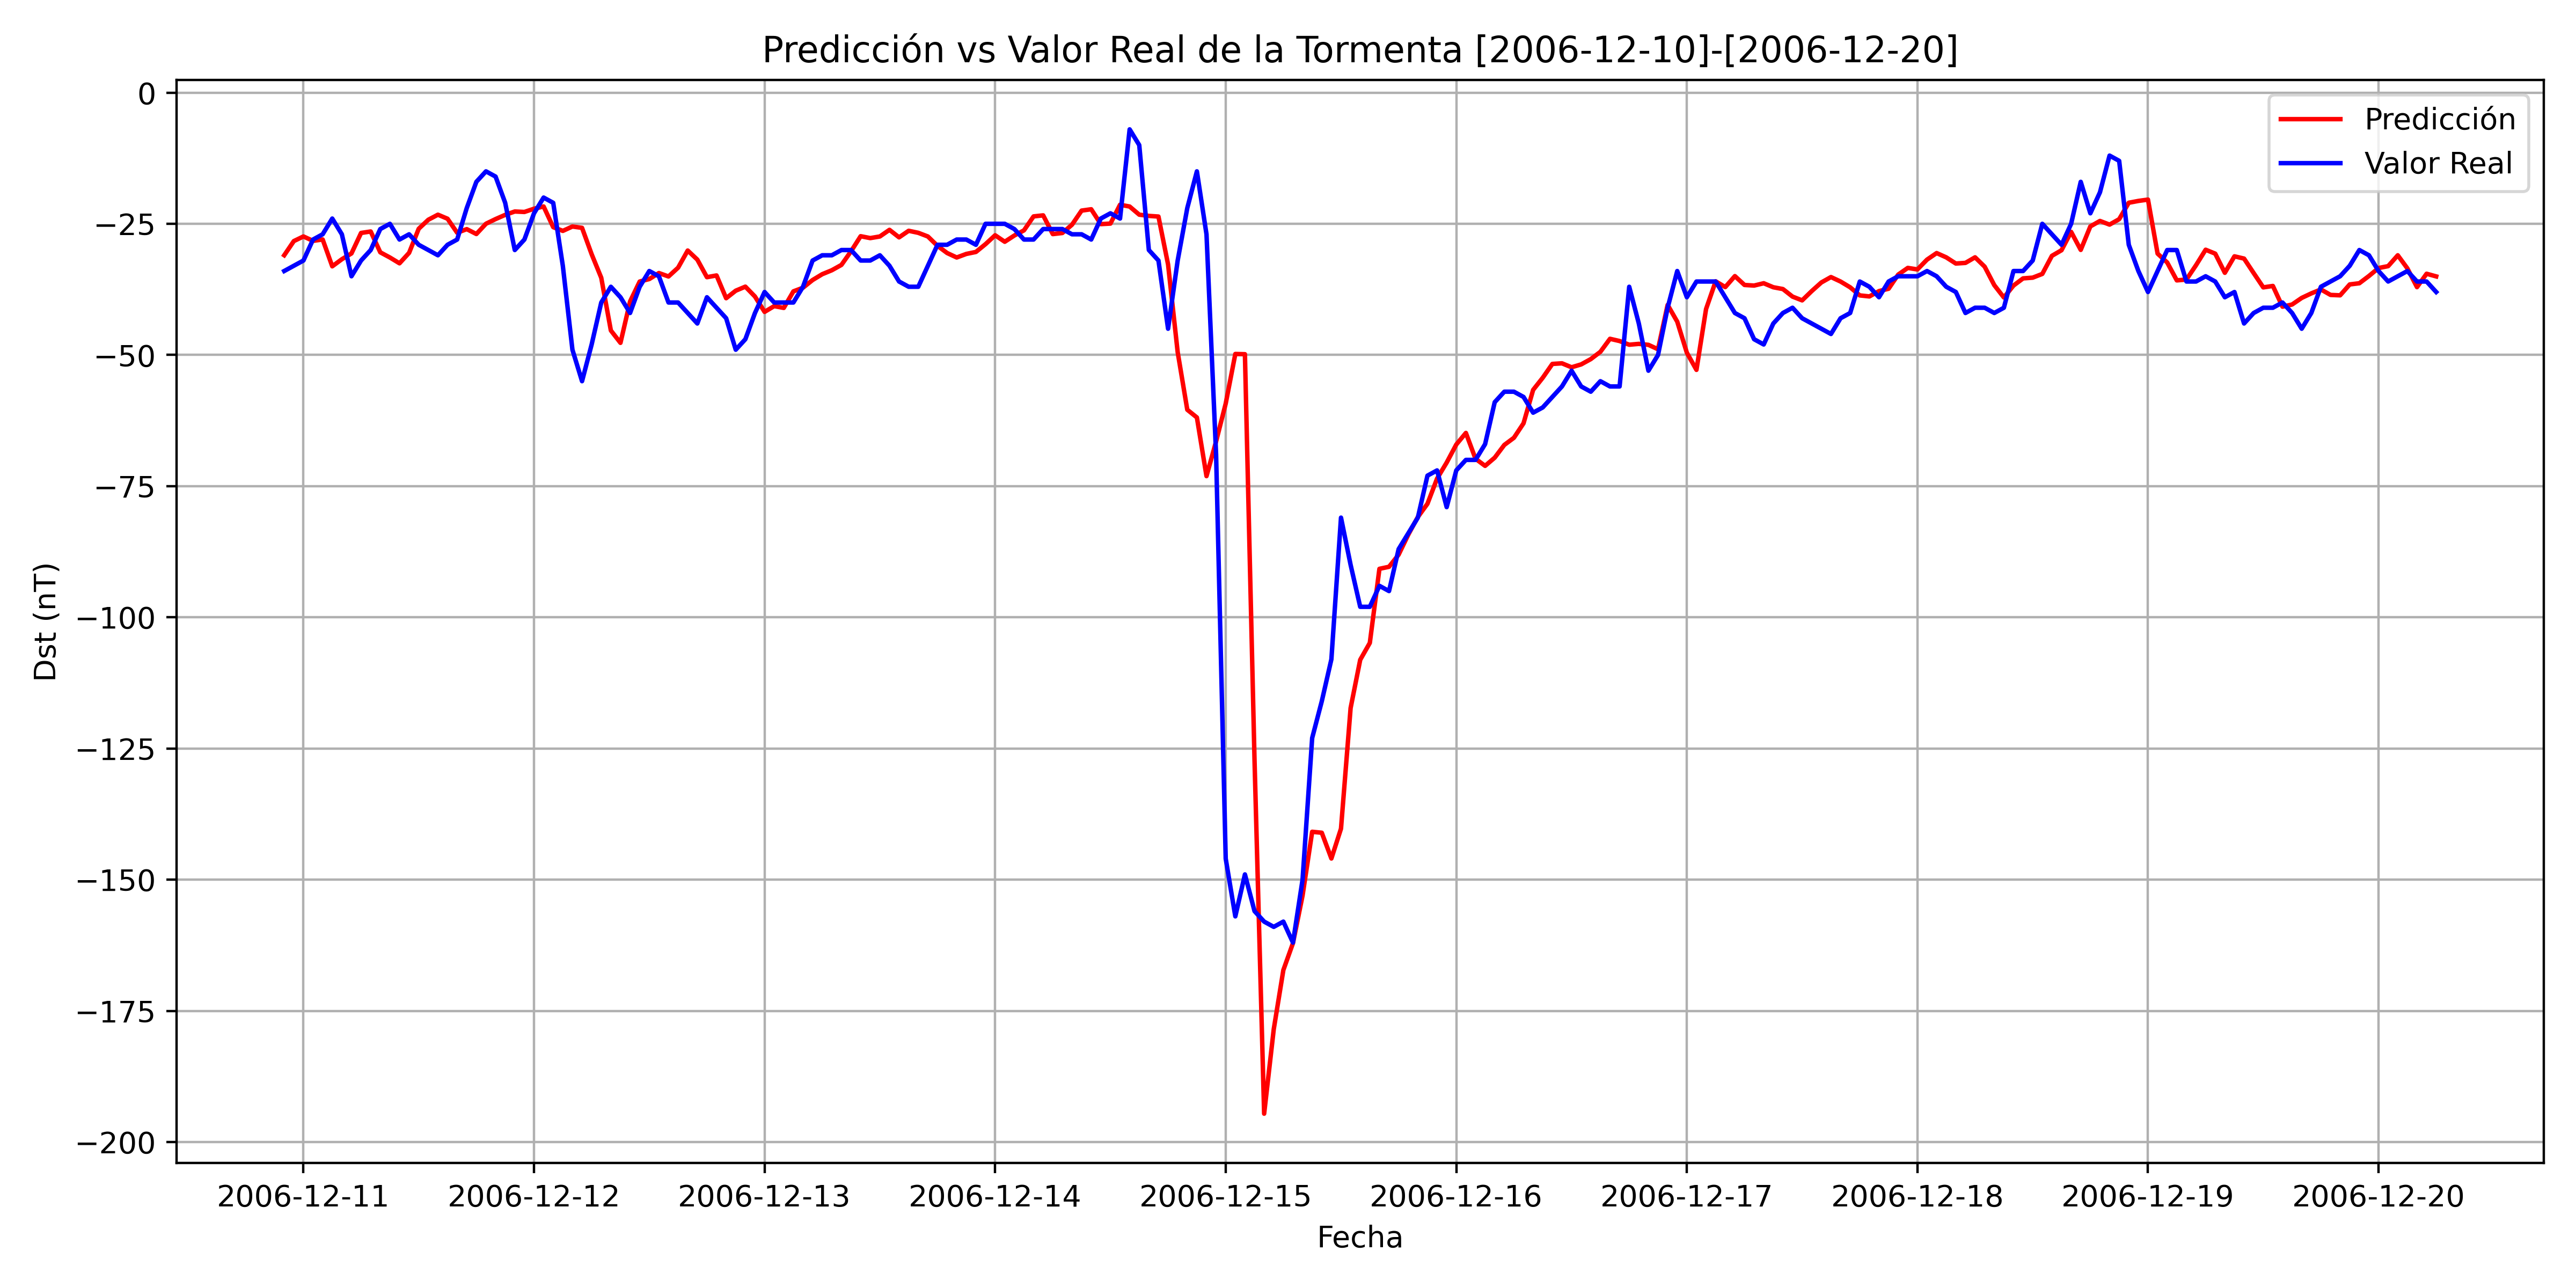 Predicción vs Valor Real de la Tormenta [2006-12-10]-[2006-12-20]
Predicción
Valor Real
0
−25
−50
−75
−100
−125
−150
−175
−200
Dst (nT)
2006-12-11 2006-12-12 2006-12-13 2006-12-14 2006-12-15 2006-12-16 2006-12-17 2006-12-18 2006-12-19 2006-12-20
Fecha